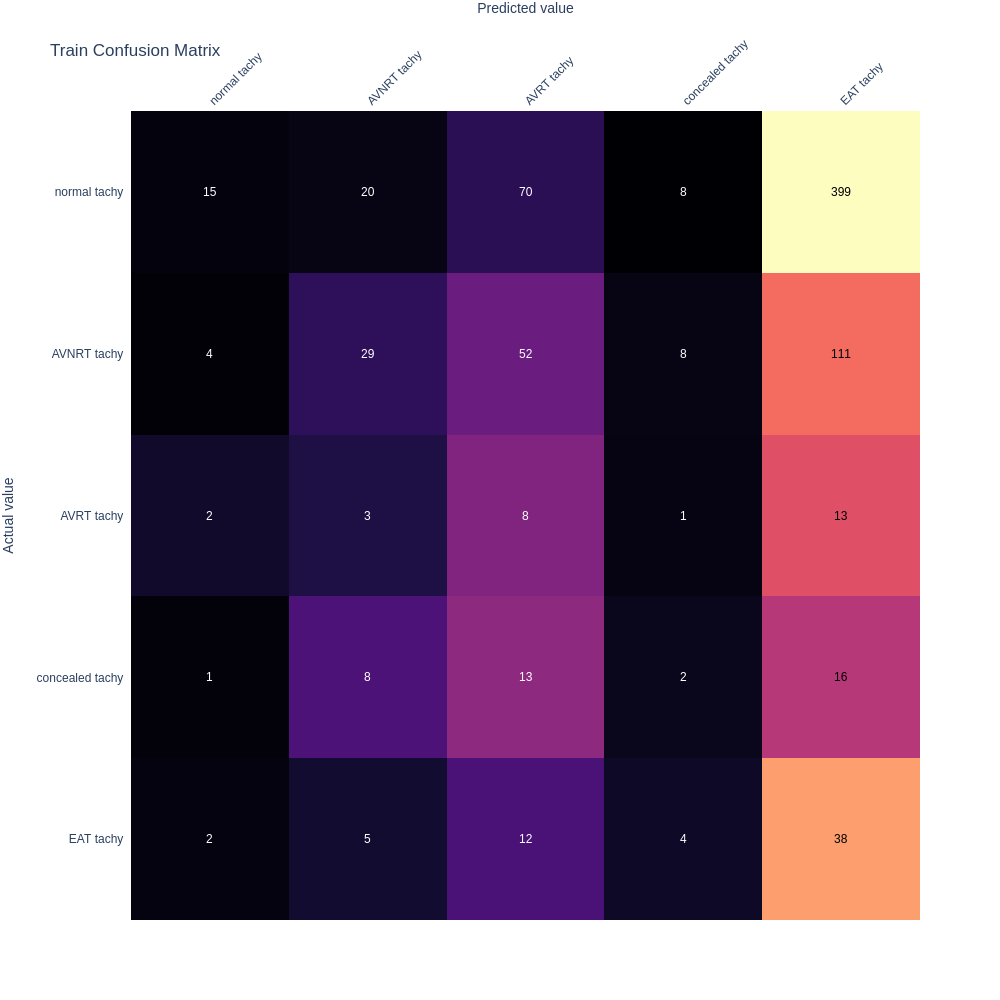 Predicted value
Train Confusion Matrix
normal tachy
AVNRT tachy
AVRT tachy
concealed tachy
EAT tachy
normal tachy 15 20 70 8 399
AVNRT tachy 4 29 52 8 111
AVRT tachy 2 3 8 1 13
concealed tachy 1 8 13 2 16
EAT tachy 2 5 12 4 38
Actual value